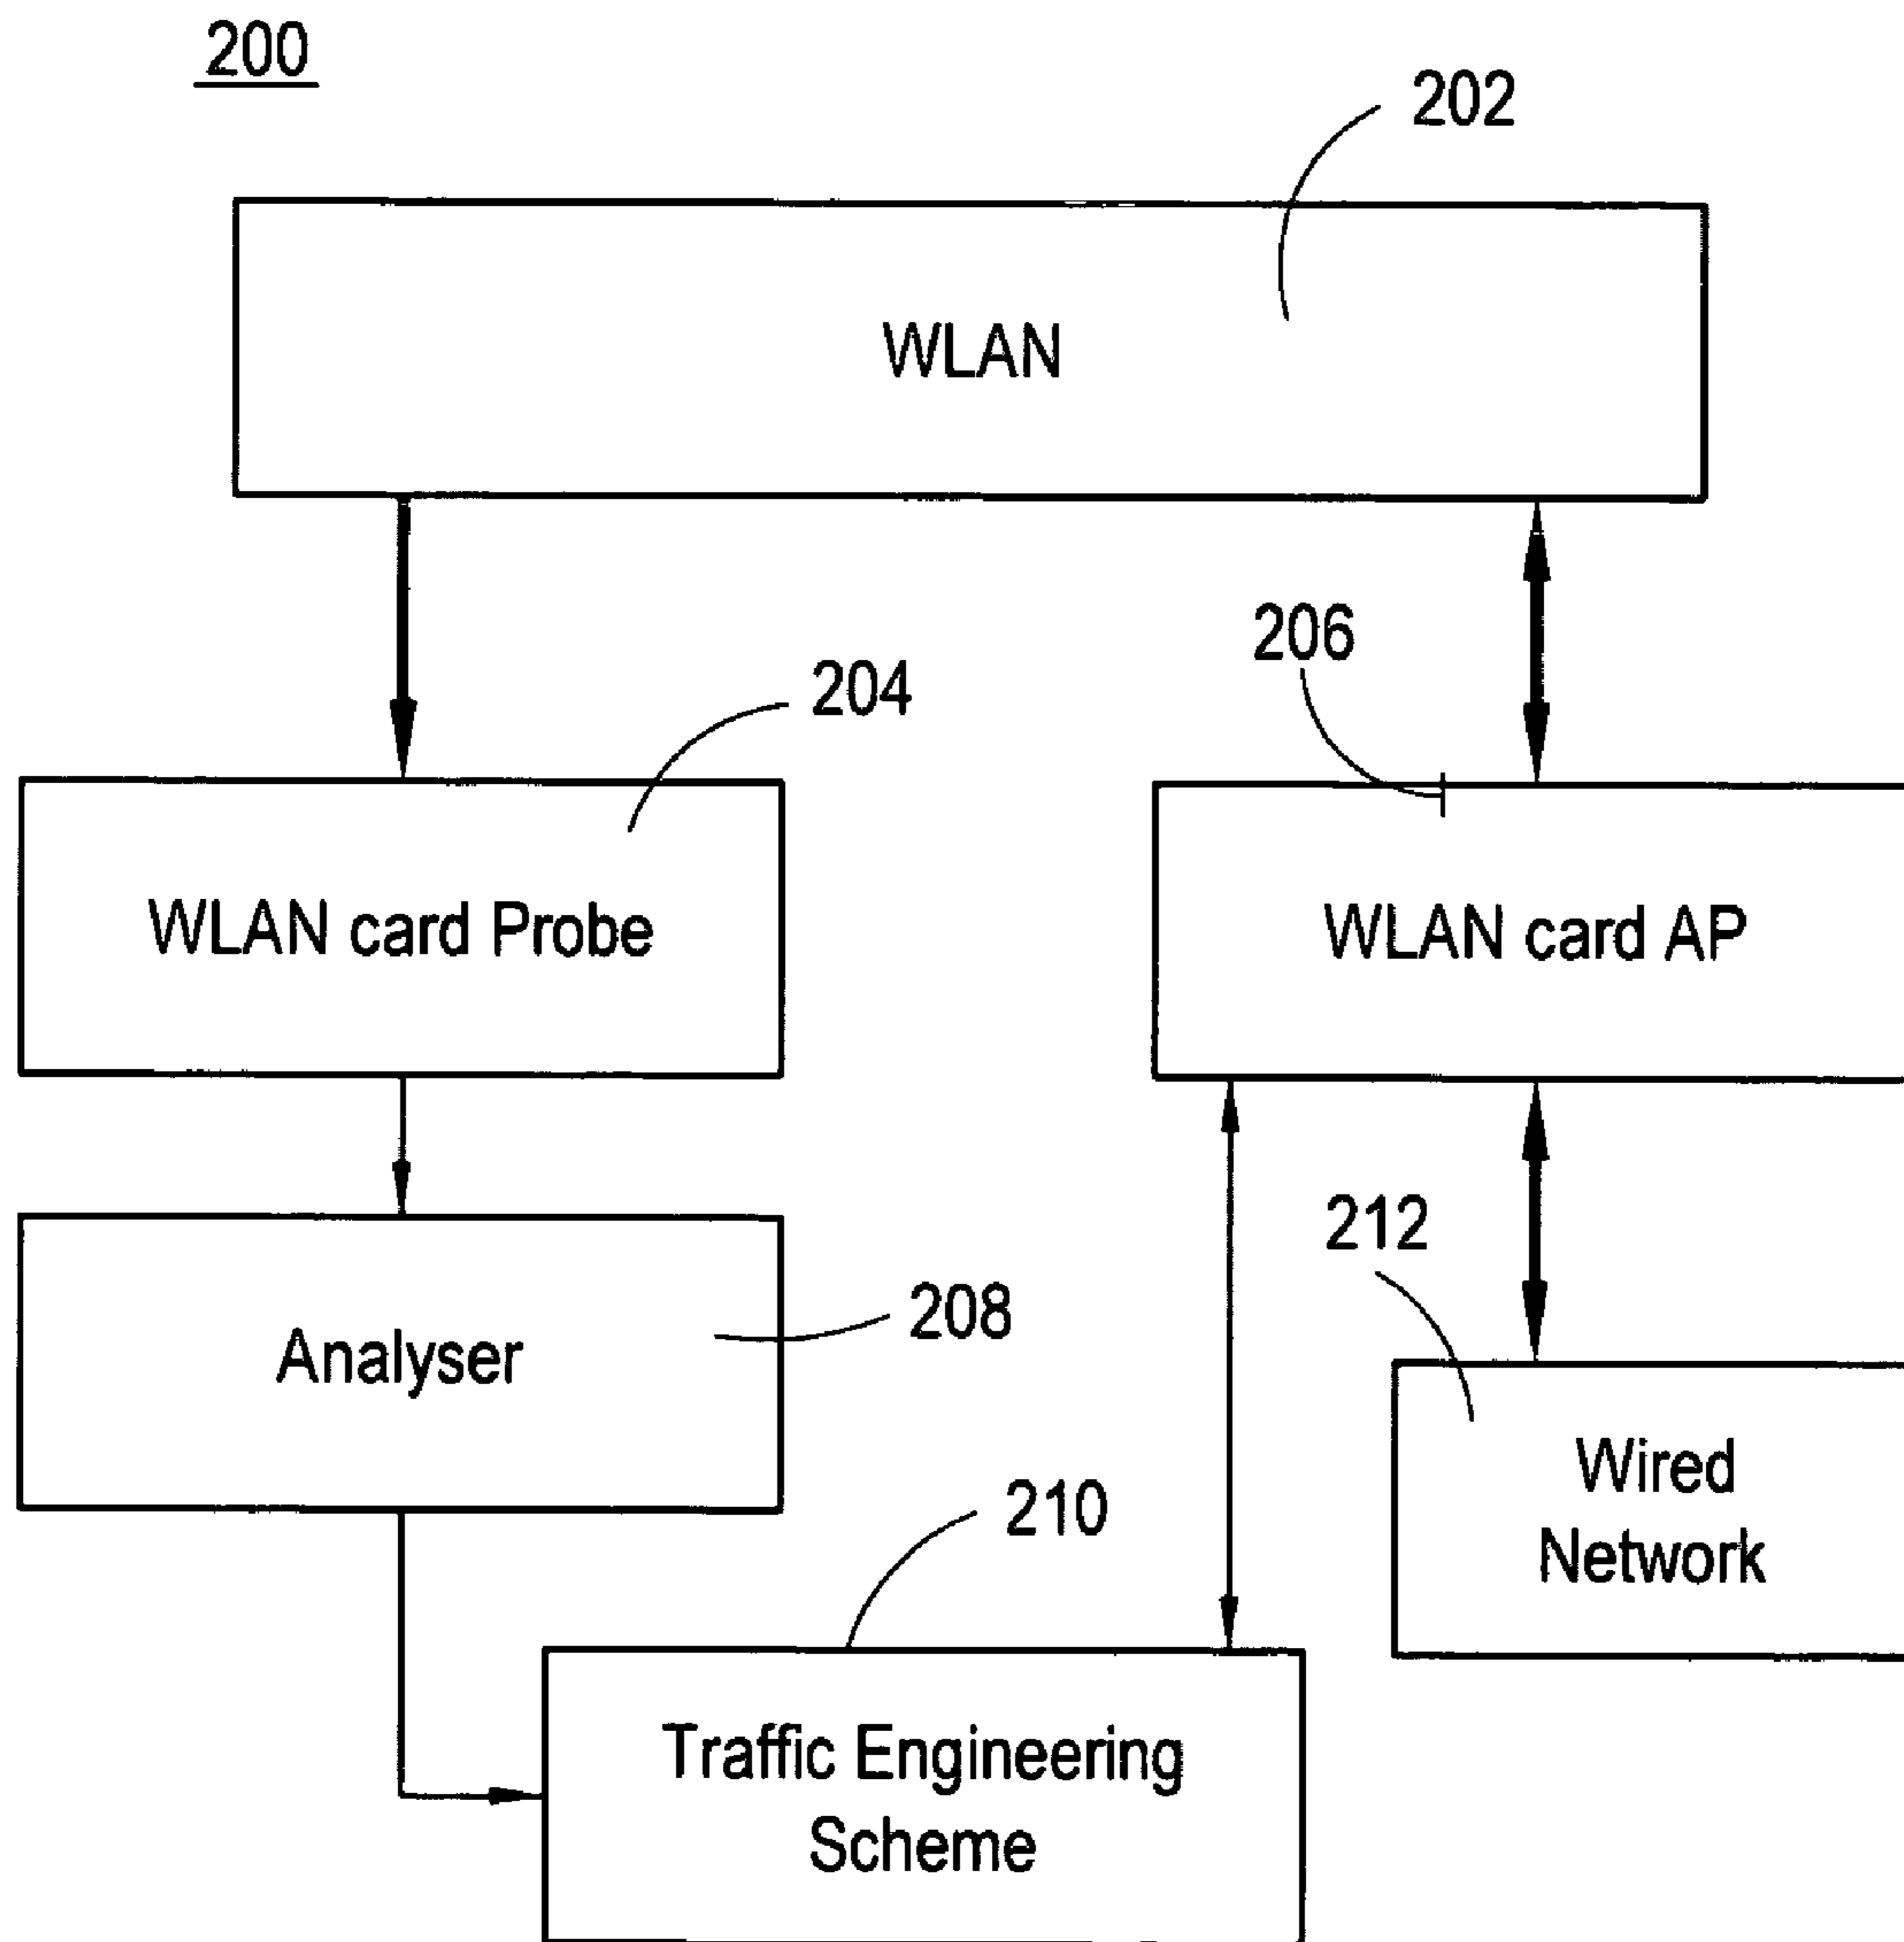 200
202
WLAN
206
204
WLAN card Probe
WLAN card AP
212
208
Analyser
Wired
Network
210
Traffic Engineering
Scheme